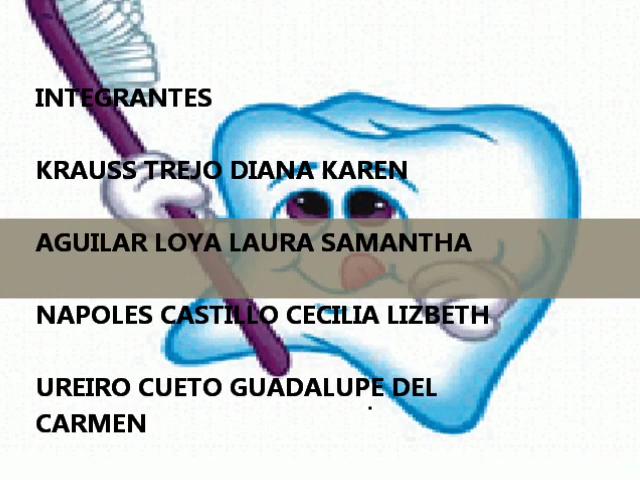 INTEGRANTES
KRAUSS TREJO DIANA KAREN
AGUILAR LOYA LAURA SAMANTHA
NAPOLES CASTILLO CECILIA LIZBETH
UREIRO CUETO GUADALUPE DEL
CARMEN